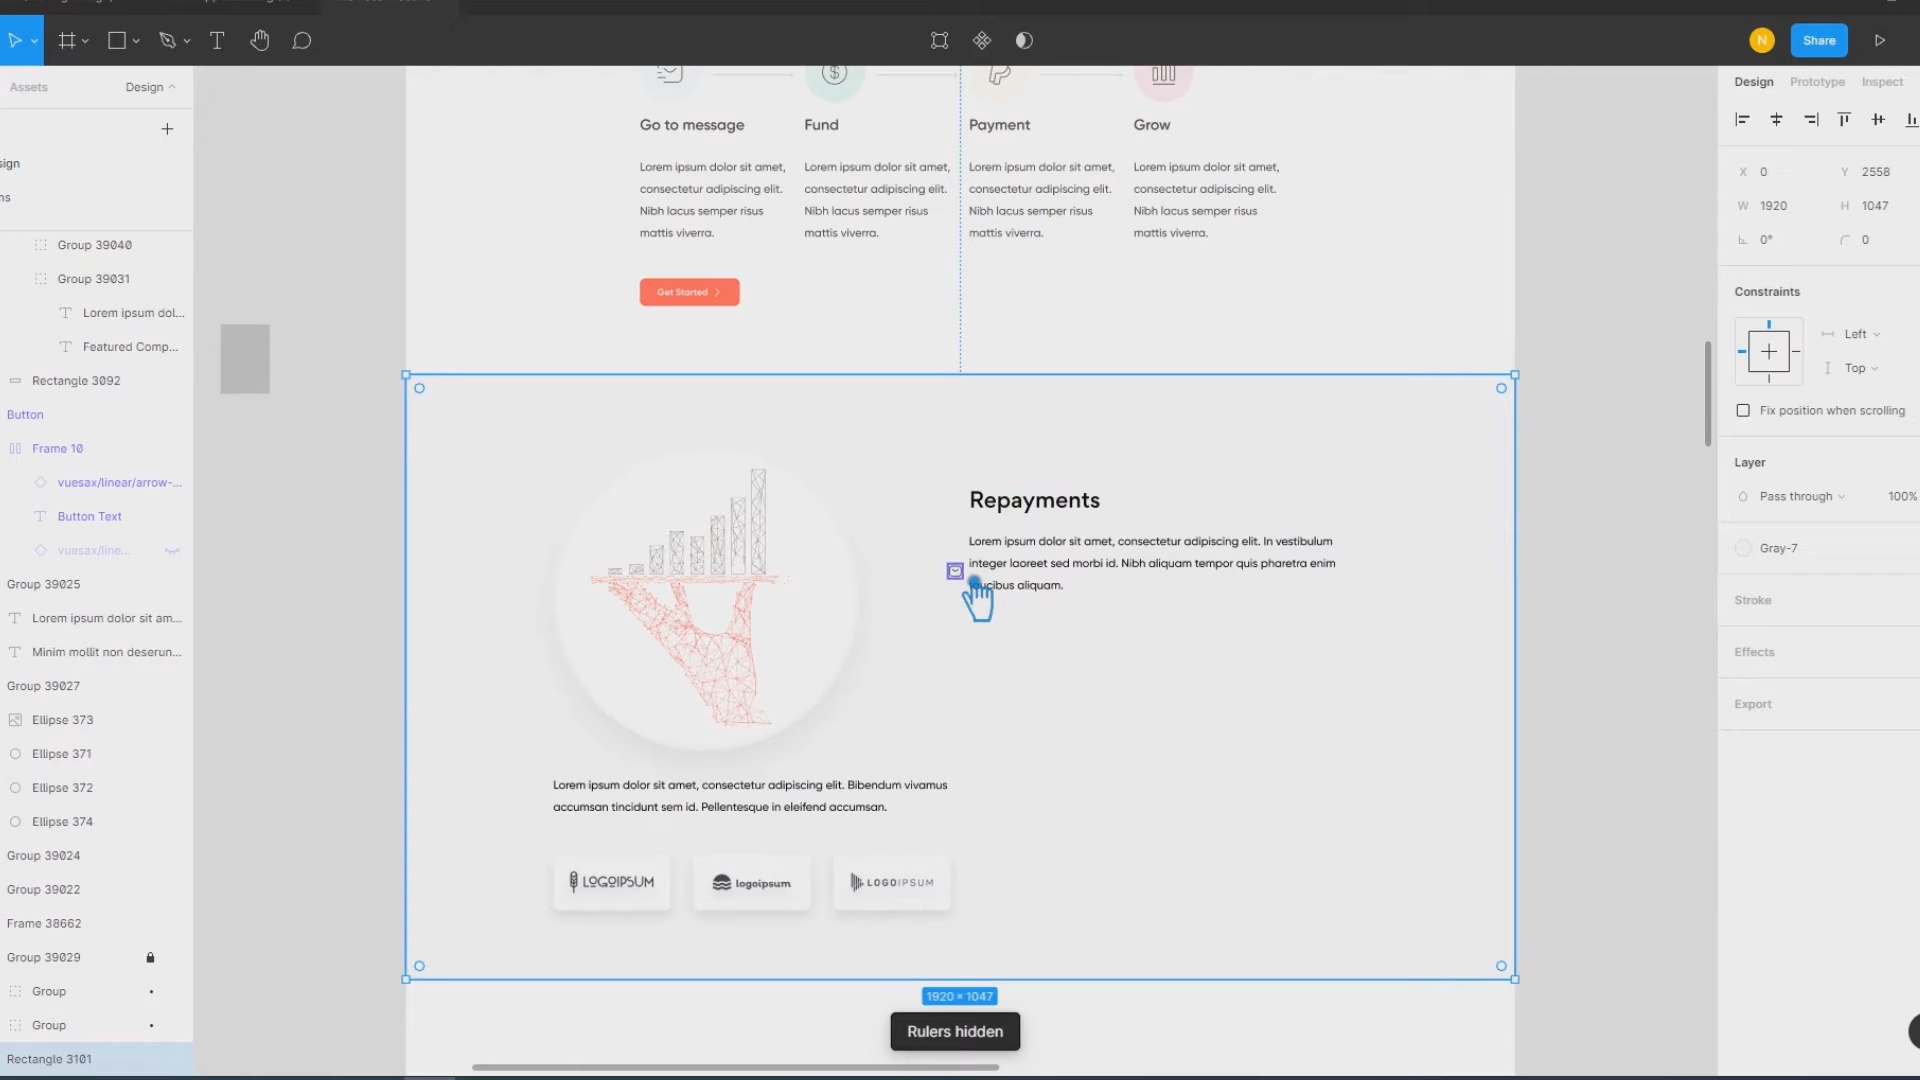 N
Share
Assets
Design
Design
Prototype
Inspect
sign
ns
Group 39040
Group 39031
Lorem ipsum dol...
Featured Comp...
Rectangle 3092
Button
Frame 10
vuesax/linear/arrow-...
Button Text
vuesax/line...
Group 39025
Lorem ipsum dolor sit am...
Minim mollit non deserun...
Group 39027
Ellipse 373
Ellipse 371
Ellipse 372
Ellipse 374
Group 39024
Group 39022
Frame 38662
Group 39029
Group
Group
Rectangle 3101
Go to message
Lorem ipsum dolor sit amet,
consectetur adipiscing elit.
Nibh lacus semper risus
mattis viverra.
Fund
Lorem ipsum dolor sit amet,
consectetur adipiscing elit.
Nibh lacus semper risus
mattis viverra.
Payment
Lorem ipsum dolor sit amet,
consectetur adipiscing elit.
Nibh lacus semper risus
mattis viverra.
Grow
Lorem ipsum dolor sit amet,
consectetur adipiscing elit.
Nibh lacus semper risus
mattis viverra.
Get Started
Repayments
Lorem ipsum dolor sit amet, consectetur adipiscing elit. In vestibulum
integer laoreet sed morbi id. Nibh aliquam tempor quis pharetra enim
aliquam.
Lorem ipsum dolor sit amet, consectetur adipiscing elit. Bibendum vivamus
accumsan tincidunt sem id. Pellentesque in eleifend accumsan.
LOGOIPSUM
logoipsum
LOGOIPSUM
1920 × 1047
Rulers hidden
X 0 Y 2558
W 1920 H 1047
0° 0
Constraints
Left
Top
Fix position when scrolling
Layer
Pass through 100%
Gray-7
Stroke
Effects
Export